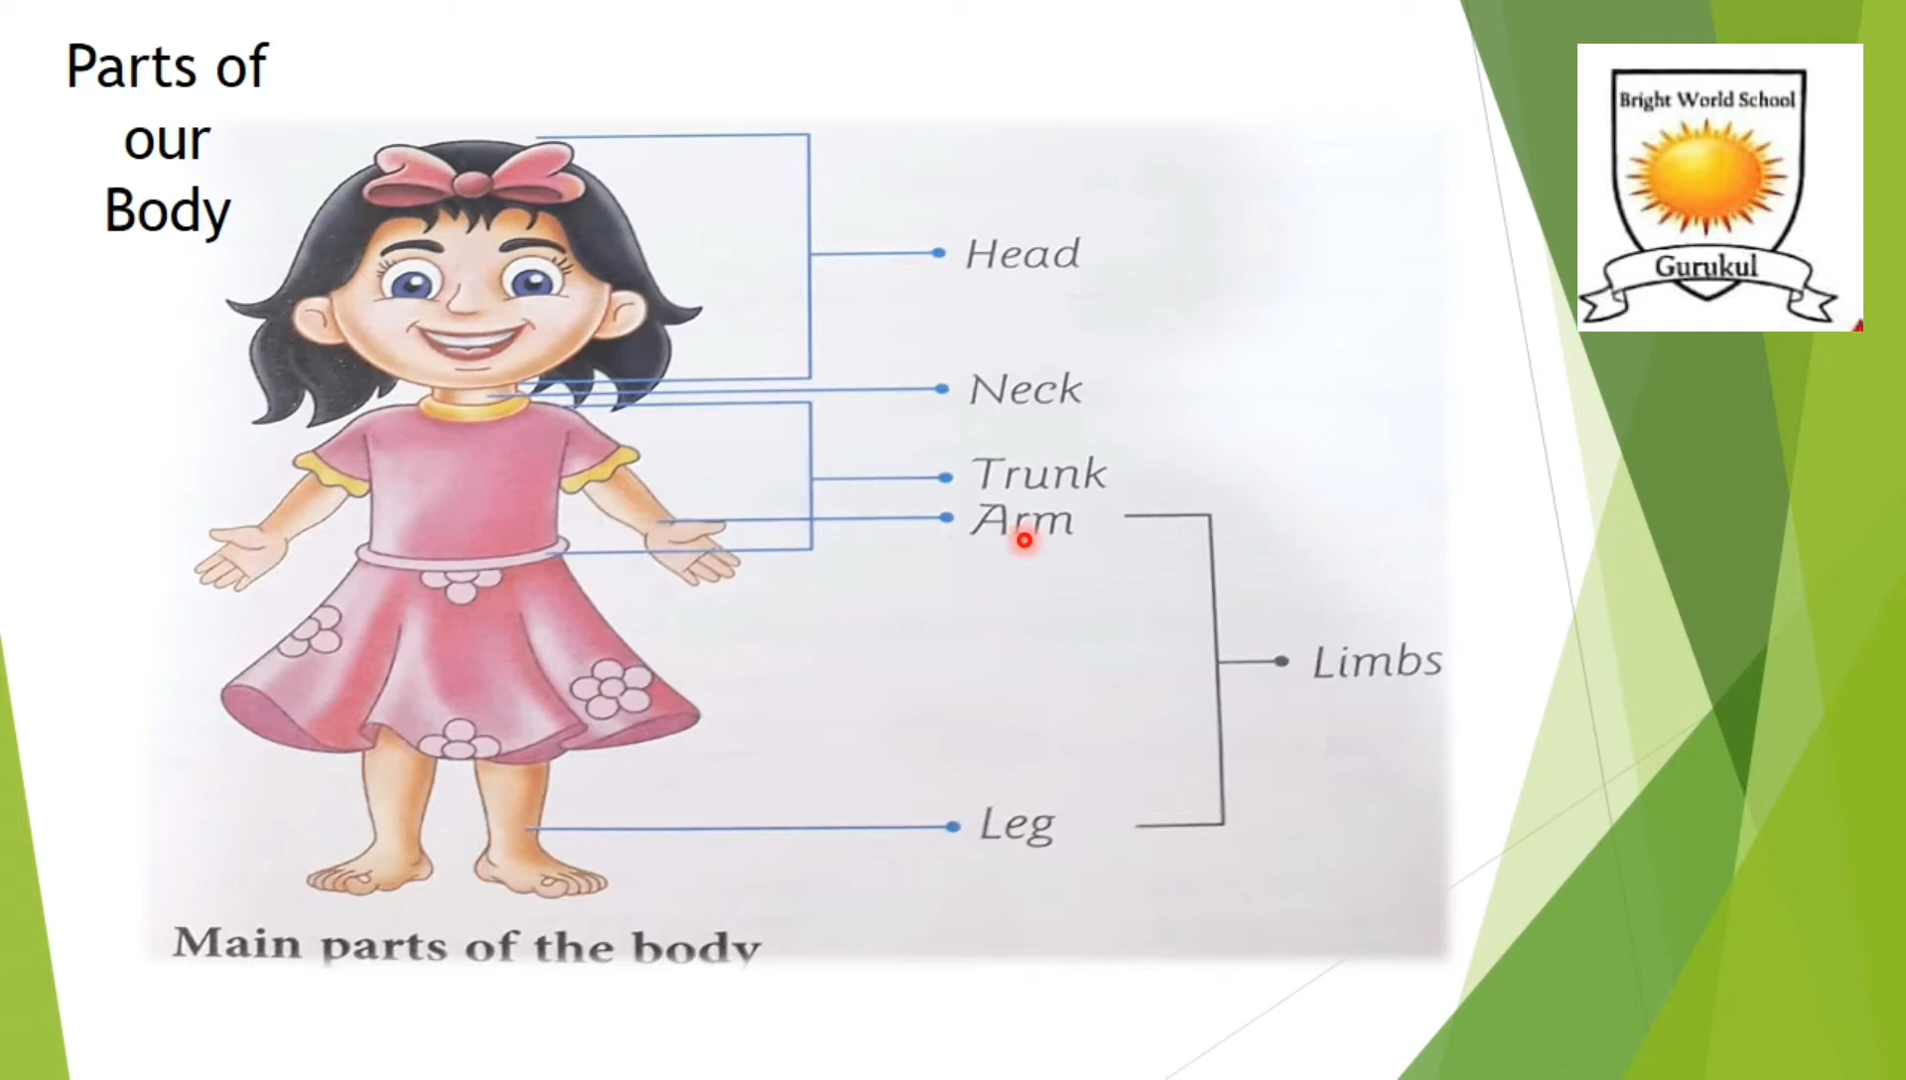 Parts of
our
Body
Bright World School
Gurukul
Head
Neck
Trunk
Arm
Limbs
Leg
Main parts of the body